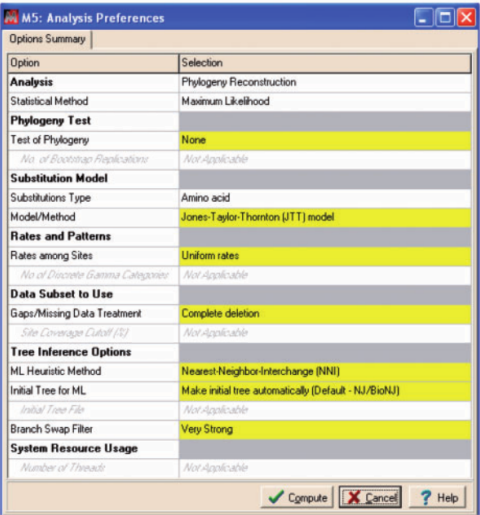 M5: Analysis Preferences
Options Summary
Option Selection
Analysis Phylogeny Reconstruction
Statistical Method Maximum Likelihood
Phylogeny Test
Test of Phylogeny None
No. of Bootstrap Replications Not Applicable
Substitution Model
Substitutions Type Amino acid
Model/Method Jones-Taylor-Thornton (JTT) model
Rates and Patterns
Rates among Sites Uniform rates
No of Discrete Gamma Categories Not Applicable
Data Subset to Use
Gaps/Missing Data Treatment Complete deletion
Site Coverage Cutoff (%) Not Applicable
Tree Inference Options
ML Heuristic Method Nearest-Neighbor-Interchange (NNI)
Initial Tree for ML Make initial tree automatically (Default - NJ/BioNJ)
Initial Tree File Not Applicable
Branch Swap Filter Very Strong
System Resource Usage
Number of Threads Not Applicable
Compute Cancel ? Help